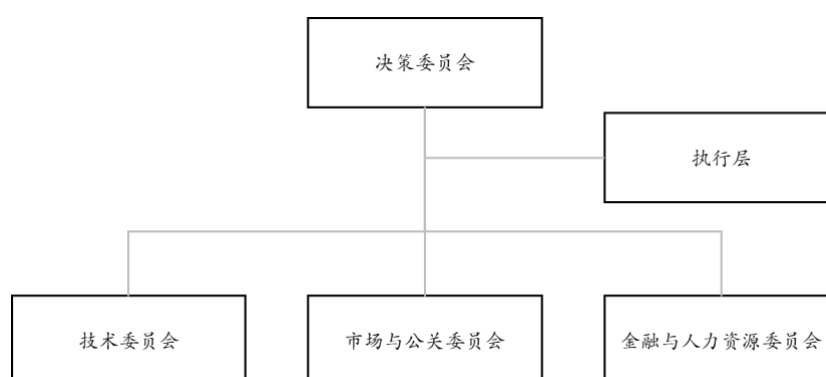 决策委员会
执行层
技术委员会
市场与公关委员会
金融与人力资源委员会